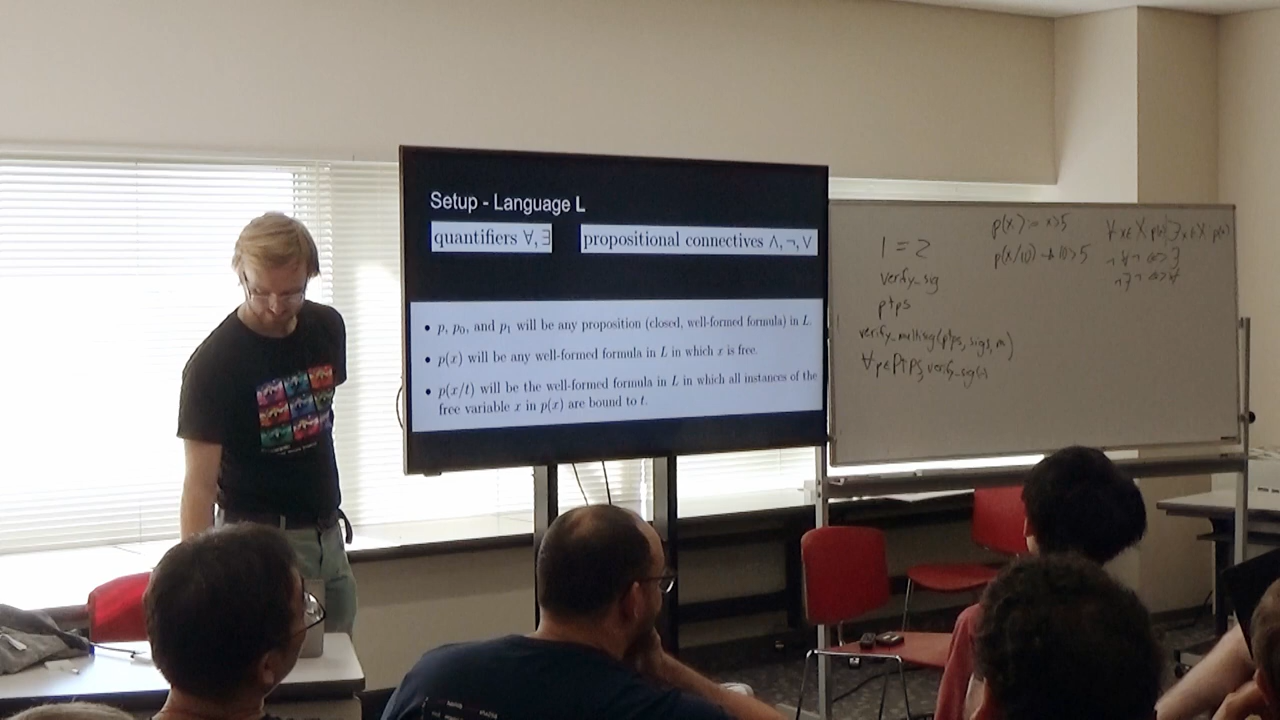 Setup - Language L
quantifiers ∀,∃
propositional connectives ∧,¬,∨
• p, p₀, and p₁ will be any proposition (closed, well-formed formula) in L.
• p(x) will be any well-formed formula in L in which x is free.
• p(x/t) will be the well-formed formula in L in which all instances of the
free variable x in p(x) are bound to t.
1 = 2
verify_sig
ptps
verify_multisig(ptps, sigs, m)
∀p∈ptps, verify_sig(
p(x) := x>5
p(x/10) → 10>5
∀x∈X p(x) ∃x∈X p(x)
¬∀¬ <=> ∃
¬∃¬ <=> ∀